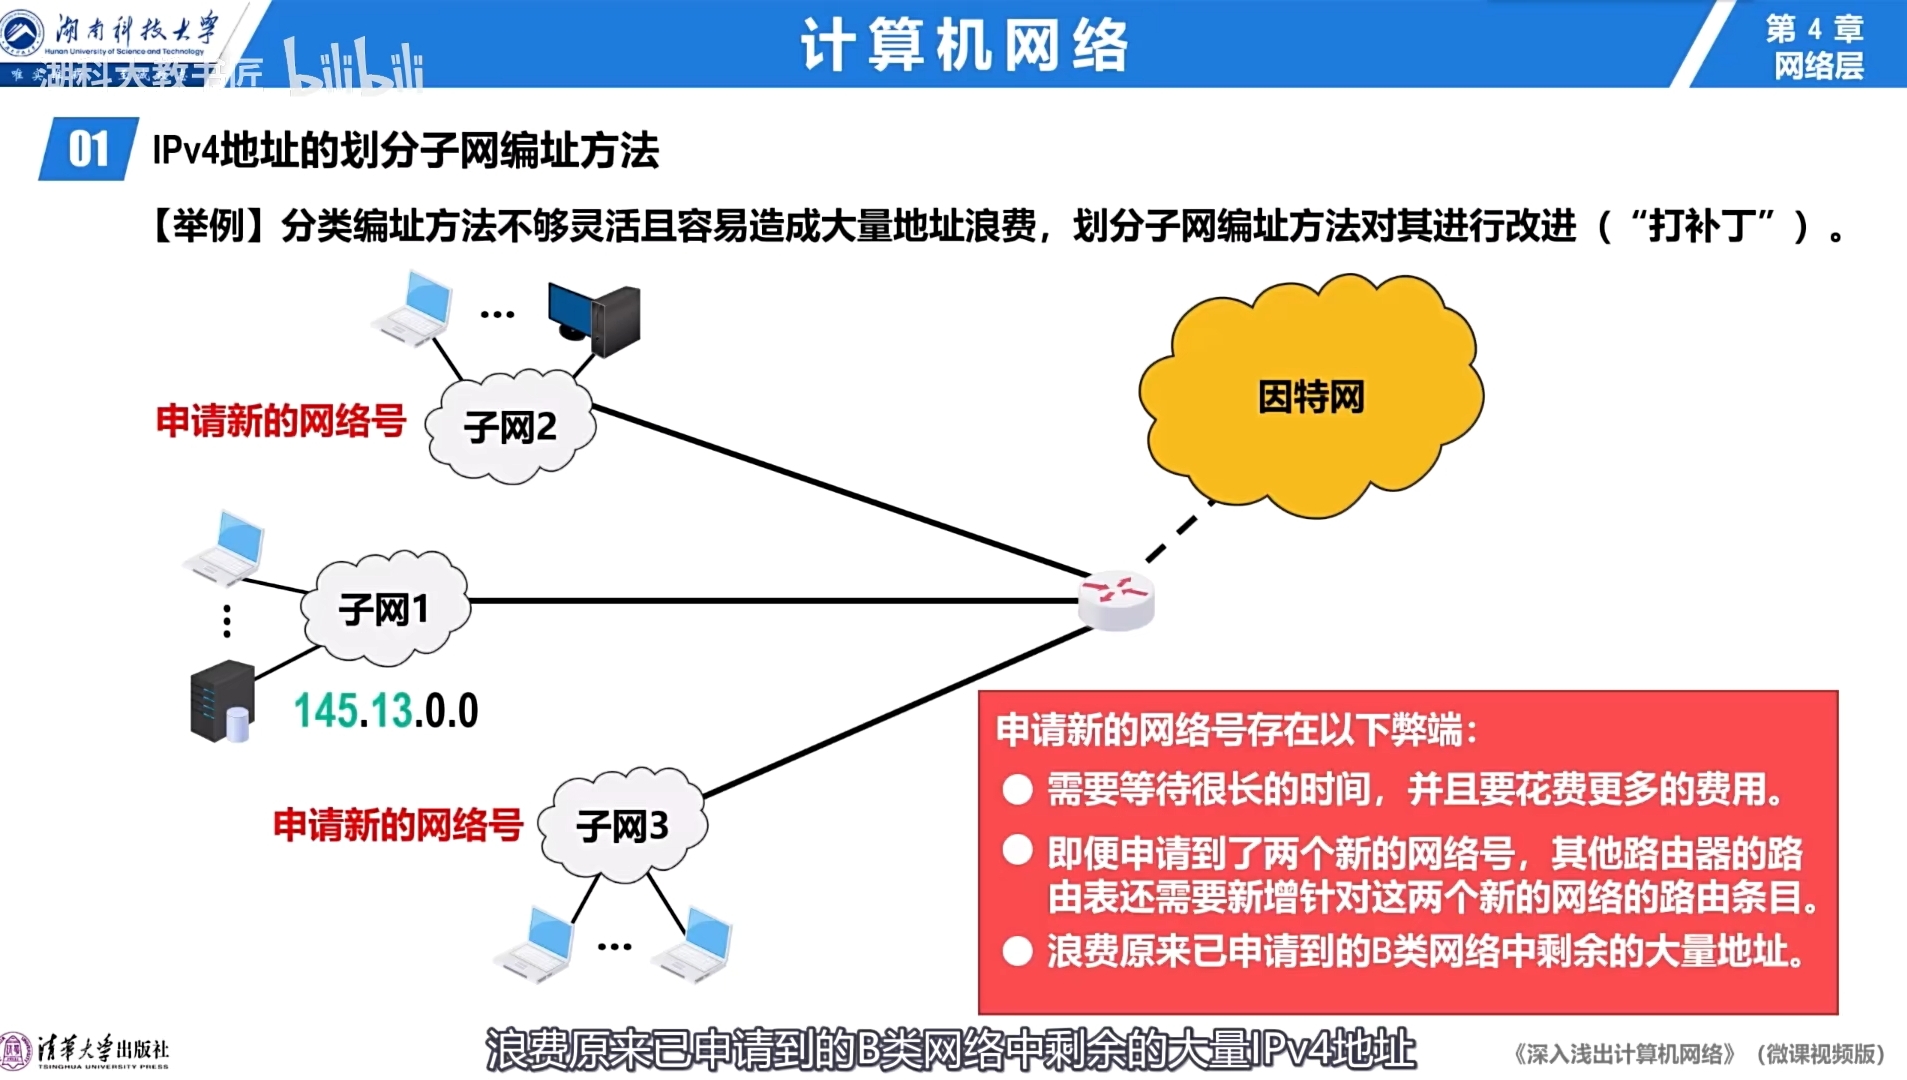 湖南科技大学
Hunan University of Science and Technology
湖科大教书匠 bilibili
计算机网络
第 4 章
网络层
01 IPv4地址的划分子网编址方法
【举例】分类编址方法不够灵活且容易造成大量地址浪费，划分子网编址方法对其进行改进（“打补丁”）。
...
因特网
申请新的网络号
子网2
子网1
145.13.0.0
申请新的网络号
子网3
...
申请新的网络号存在以下弊端：
● 需要等待很长的时间，并且要花费更多的费用。
● 即便申请到了两个新的网络号，其他路由器的路
由表还需要新增针对这两个新的网络的路由条目。
● 浪费原来已申请到的B类网络中剩余的大量地址。
浪费原来已申请到的B类网络中剩余的大量IPv4地址
清华大学出版社
TSINGHUA UNIVERSITY PRESS
《深入浅出计算机网络》（微课视频版）